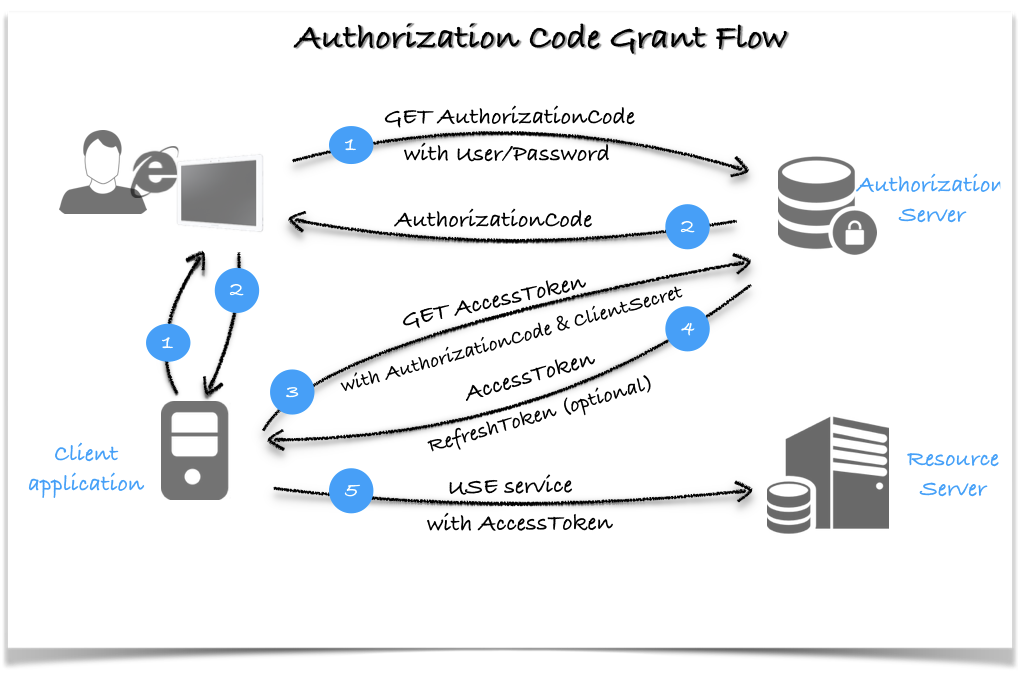 Authorization Code Grant Flow
GET AuthorizationCode
1
with User/Password
Authorization
Server
AuthorizationCode
2
2
1
GET AccessToken
with AuthorizationCode & ClientSecret
3
4
AccessToken
RefreshToken (optional)
Client
application
5
USE service
with AccessToken
Resource
Server